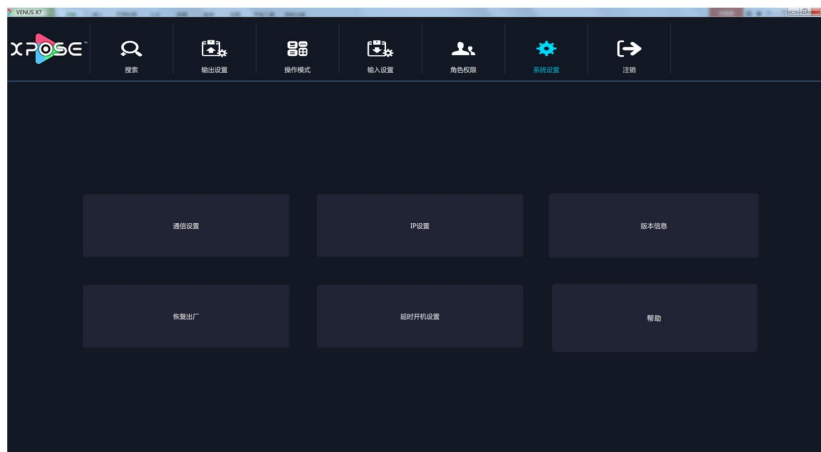 VENUS X7
XPOSE™
搜索
输出设置
操作模式
输入设置
角色权限
系统设置
注销
通信设置
IP设置
版本信息
恢复出厂
延时开机设置
帮助